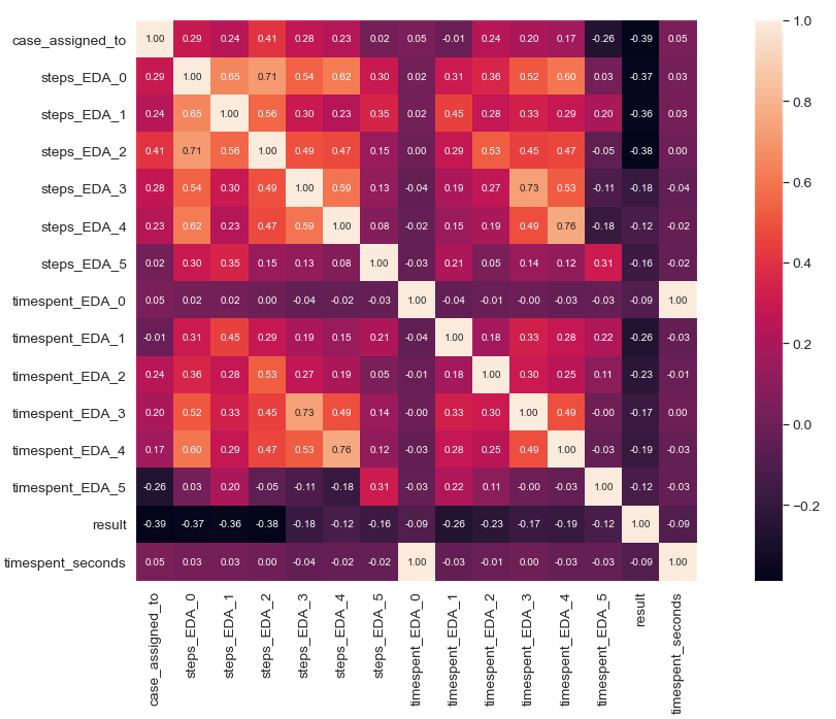 case_assigned_to 1.00 0.29 0.24 0.41 0.28 0.23 0.02 0.05 -0.01 0.24 0.20 0.17 -0.26 -0.39 0.05
steps_EDA_0 0.29 1.00 0.65 0.71 0.54 0.62 0.30 0.02 0.31 0.36 0.52 0.60 0.03 -0.37 0.03
steps_EDA_1 0.24 0.65 1.00 0.56 0.30 0.23 0.35 0.02 0.45 0.28 0.33 0.29 0.20 -0.36 0.03
steps_EDA_2 0.41 0.71 0.56 1.00 0.49 0.47 0.15 0.00 0.29 0.53 0.45 0.47 -0.05 -0.38 0.00
steps_EDA_3 0.28 0.54 0.30 0.49 1.00 0.59 0.13 -0.04 0.19 0.27 0.73 0.53 -0.11 -0.18 -0.04
steps_EDA_4 0.23 0.62 0.23 0.47 0.59 1.00 0.08 -0.02 0.15 0.19 0.49 0.76 -0.18 -0.12 -0.02
steps_EDA_5 0.02 0.30 0.35 0.15 0.13 0.08 1.00 -0.03 0.21 0.05 0.14 0.12 0.31 -0.16 -0.02
timespent_EDA_0 0.05 0.02 0.02 0.00 -0.04 -0.02 -0.03 1.00 -0.04 -0.01 -0.00 -0.03 -0.03 -0.09 1.00
timespent_EDA_1 -0.01 0.31 0.45 0.29 0.19 0.15 0.21 -0.04 1.00 0.18 0.33 0.28 0.22 -0.26 -0.03
timespent_EDA_2 0.24 0.36 0.28 0.53 0.27 0.19 0.05 -0.01 0.18 1.00 0.30 0.25 0.11 -0.23 -0.01
timespent_EDA_3 0.20 0.52 0.33 0.45 0.73 0.49 0.14 -0.00 0.33 0.30 1.00 0.49 -0.00 -0.17 0.00
timespent_EDA_4 0.17 0.60 0.29 0.47 0.53 0.76 0.12 -0.03 0.28 0.25 0.49 1.00 -0.03 -0.19 -0.03
timespent_EDA_5 -0.26 0.03 0.20 -0.05 -0.11 -0.18 0.31 -0.03 0.22 0.11 -0.00 -0.03 1.00 -0.12 -0.03
result -0.39 -0.37 -0.36 -0.38 -0.18 -0.12 -0.16 -0.09 -0.26 -0.23 -0.17 -0.19 -0.12 1.00 -0.09
timespent_seconds 0.05 0.03 0.03 0.00 -0.04 -0.02 -0.02 1.00 -0.03 -0.01 0.00 -0.03 -0.03 -0.09 1.00
case_assigned_to
steps_EDA_0
steps_EDA_1
steps_EDA_2
steps_EDA_3
steps_EDA_4
steps_EDA_5
timespent_EDA_0
timespent_EDA_1
timespent_EDA_2
timespent_EDA_3
timespent_EDA_4
timespent_EDA_5
result
timespent_seconds
1.0
0.8
0.6
0.4
0.2
0.0
−0.2